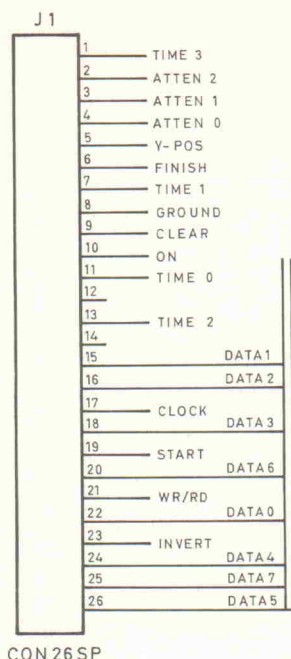 J1
1 TIME 3
2 ATTEN 2
3 ATTEN 1
4 ATTEN 0
5 Y-POS
6 FINISH
7 TIME 1
8 GROUND
9 CLEAR
10 ON
11 TIME 0
12
13 TIME 2
14
15 DATA1
16 DATA2
17 CLOCK
18 DATA3
19 START
20 DATA6
21 WR/RD
22 DATA0
23 INVERT
24 DATA4
25 DATA7
26 DATA5
CON26SP